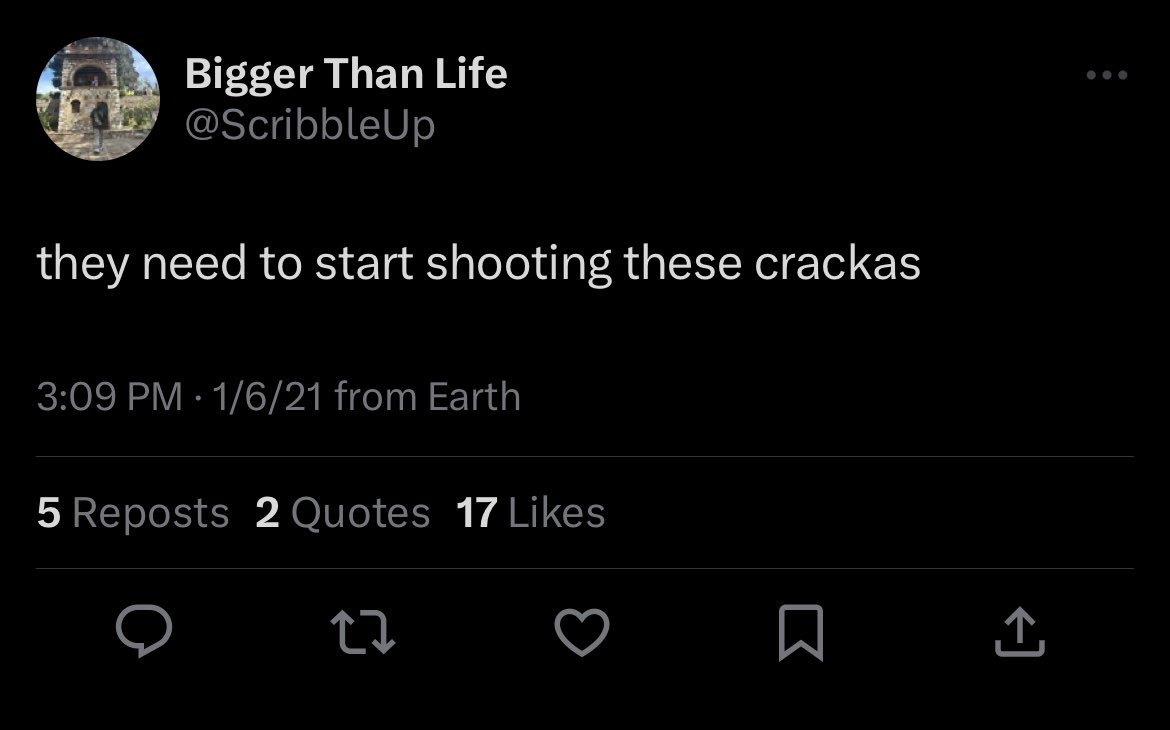 Bigger Than Life
@ScribbleUp
they need to start shooting these crackas
3:09 PM · 1/6/21 from Earth
5 Reposts 2 Quotes 17 Likes